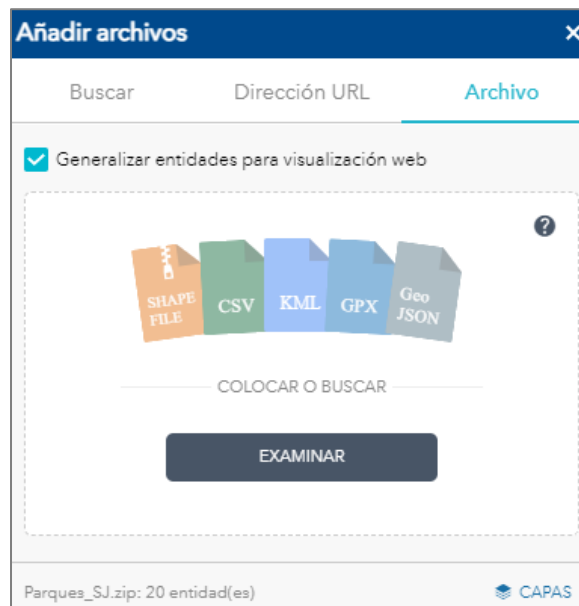 Añadir archivos
Buscar Dirección URL Archivo
Generalizar entidades para visualización web
SHAPE
FILE
CSV
KML
GPX
Geo
JSON
COLOCAR O BUSCAR
EXAMINAR
Parques_SJ.zip: 20 entidad(es) CAPAS